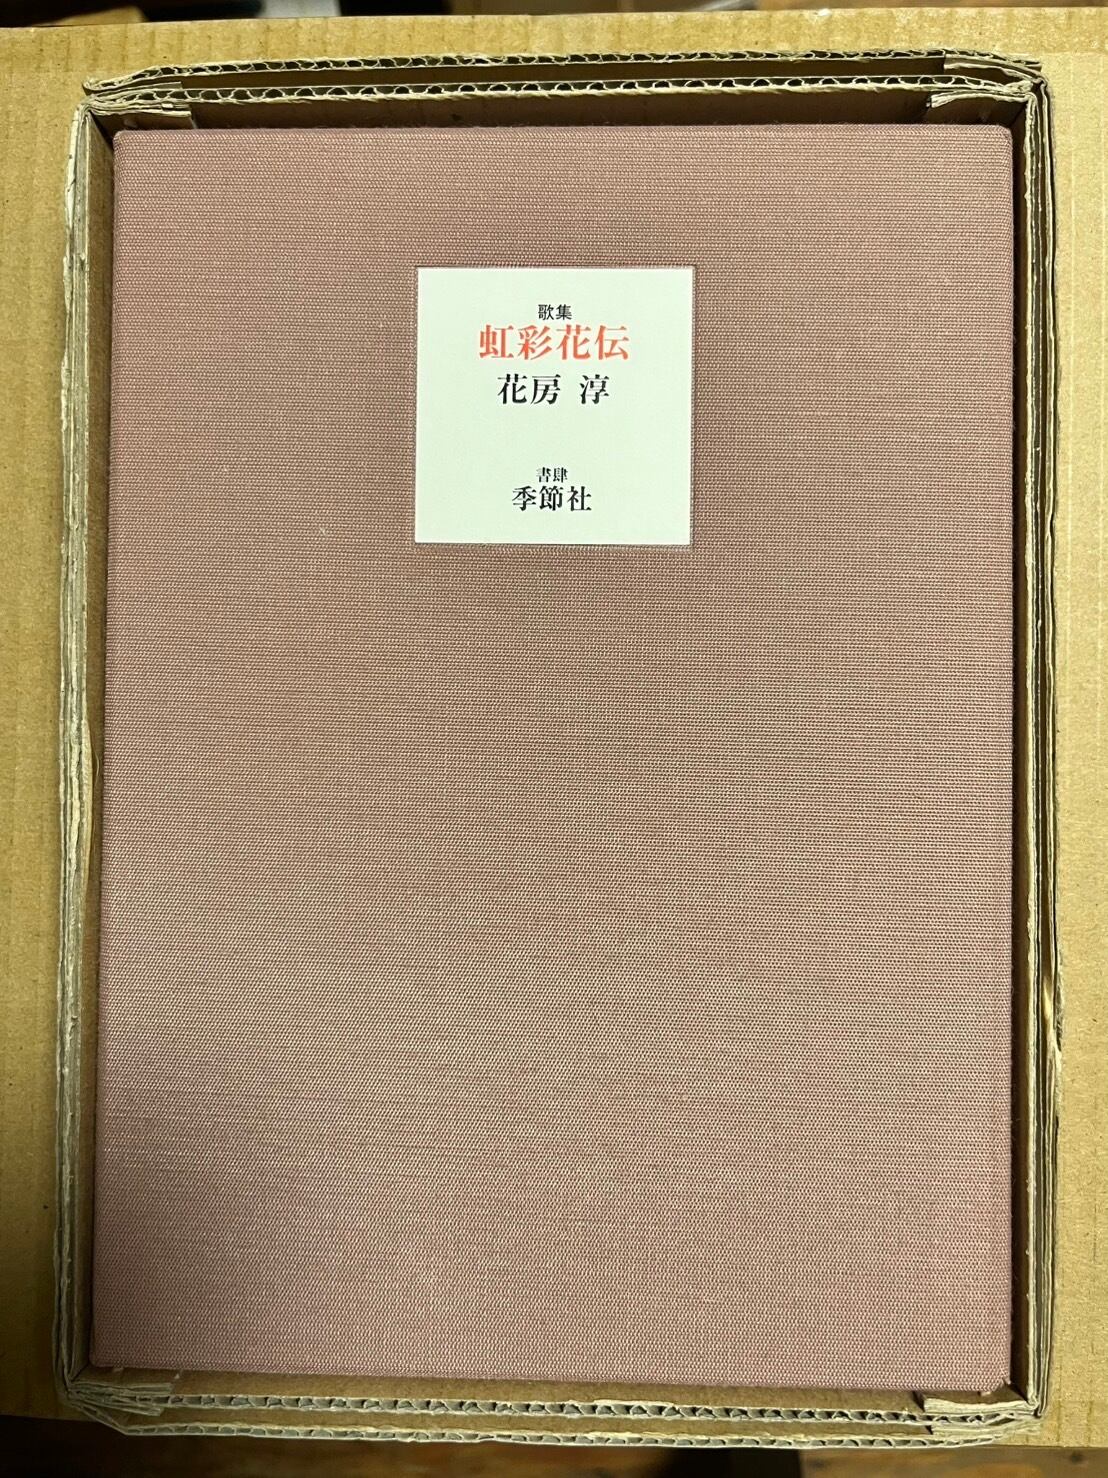 歌集
虹彩花伝
花房 淳
書肆
季節社